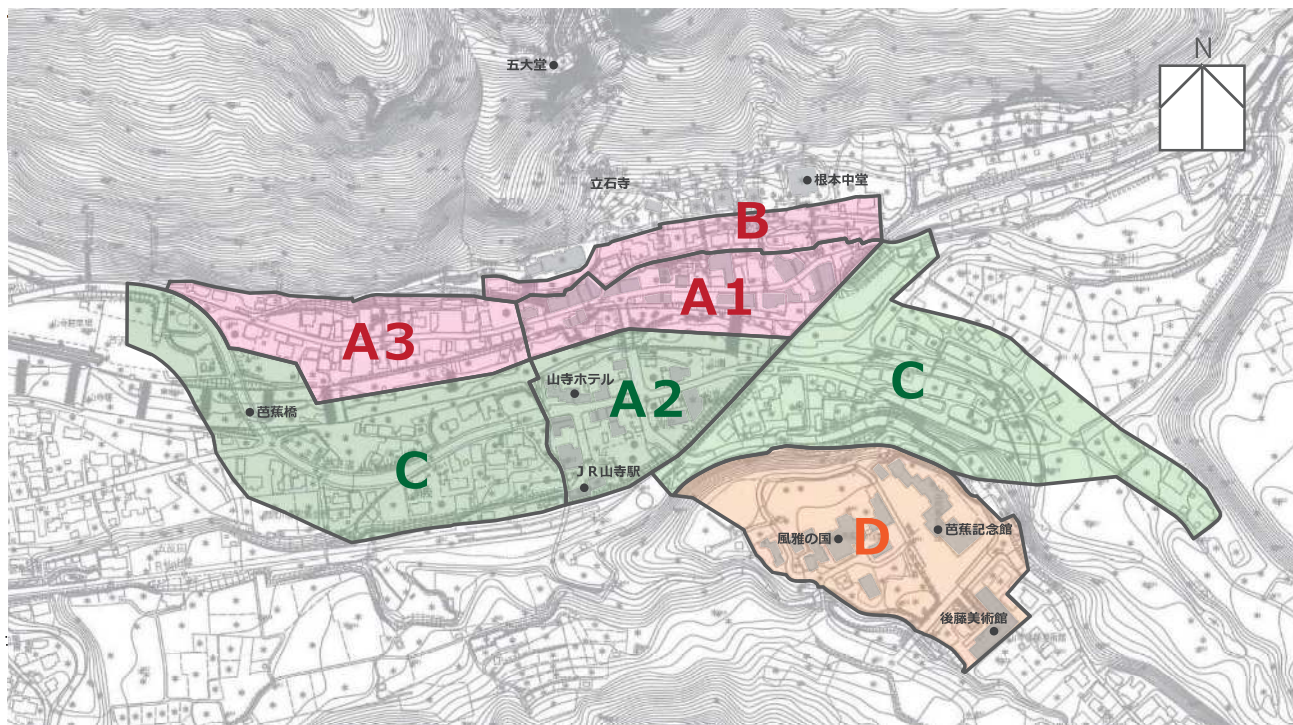 N
五大堂
立石寺
根本中堂
B
A1
A3
山寺ホテル
A2
C
芭蕉橋
C
JR山寺駅
風雅の国
D
芭蕉記念館
後藤美術館